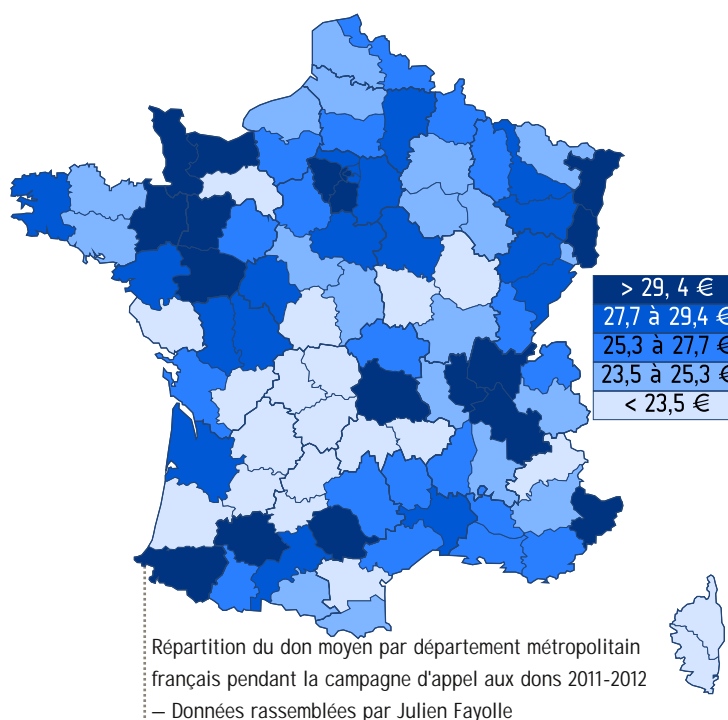 > 29, 4 €
27,7 à 29,4 €
25,3 à 27,7 €
23,5 à 25,3 €
< 23,5 €
Répartition du don moyen par département métropolitain
français pendant la campagne d'appel aux dons 2011-2012
– Données rassemblées par Julien Fayolle